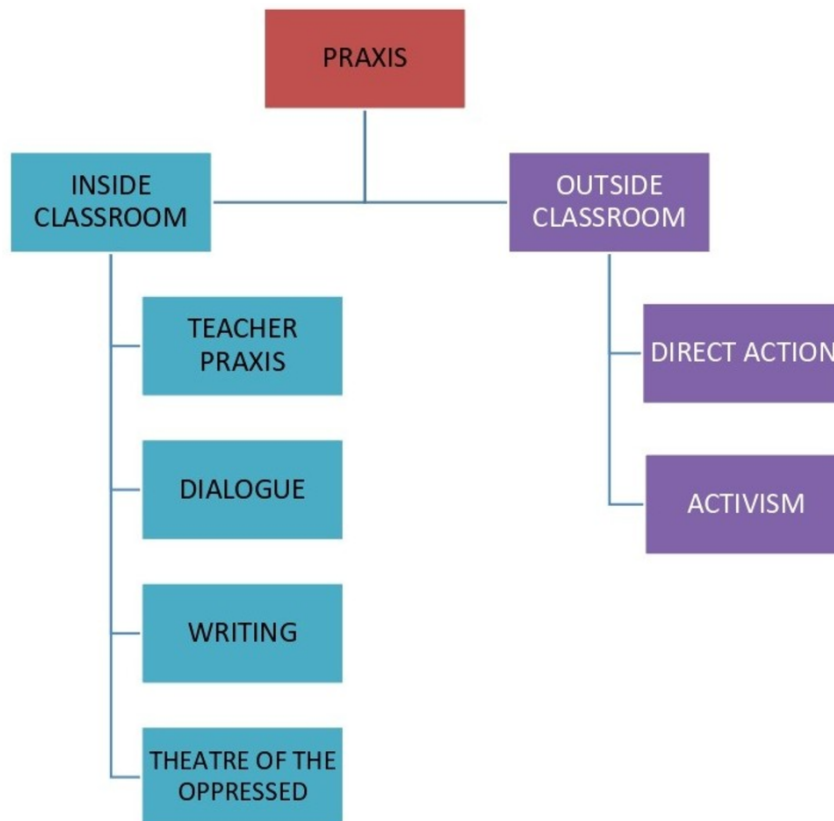 PRAXIS
INSIDE
CLASSROOM
OUTSIDE
CLASSROOM
TEACHER
PRAXIS
DIALOGUE
WRITING
THEATRE OF THE
OPPRESSED
DIRECT ACTION
ACTIVISM